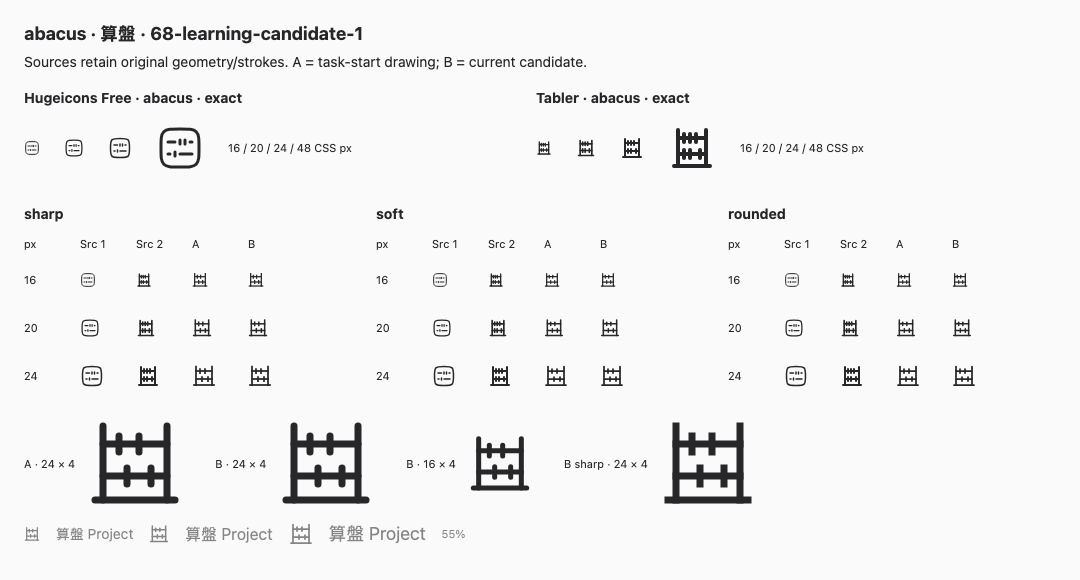 abacus · 算盤 · 68-learning-candidate-1
Sources retain original geometry/strokes. A = task-start drawing; B = current candidate.
Hugeicons Free · abacus · exact
Tabler · abacus · exact
16 / 20 / 24 / 48 CSS px
16 / 20 / 24 / 48 CSS px
sharp
soft
rounded
px Src 1 Src 2 A B
px Src 1 Src 2 A B
px Src 1 Src 2 A B
16
16
16
20
20
20
24
24
24
A · 24 × 4
B · 24 × 4
B · 16 × 4
B sharp · 24 × 4
算盤 Project
算盤 Project
算盤 Project
55%